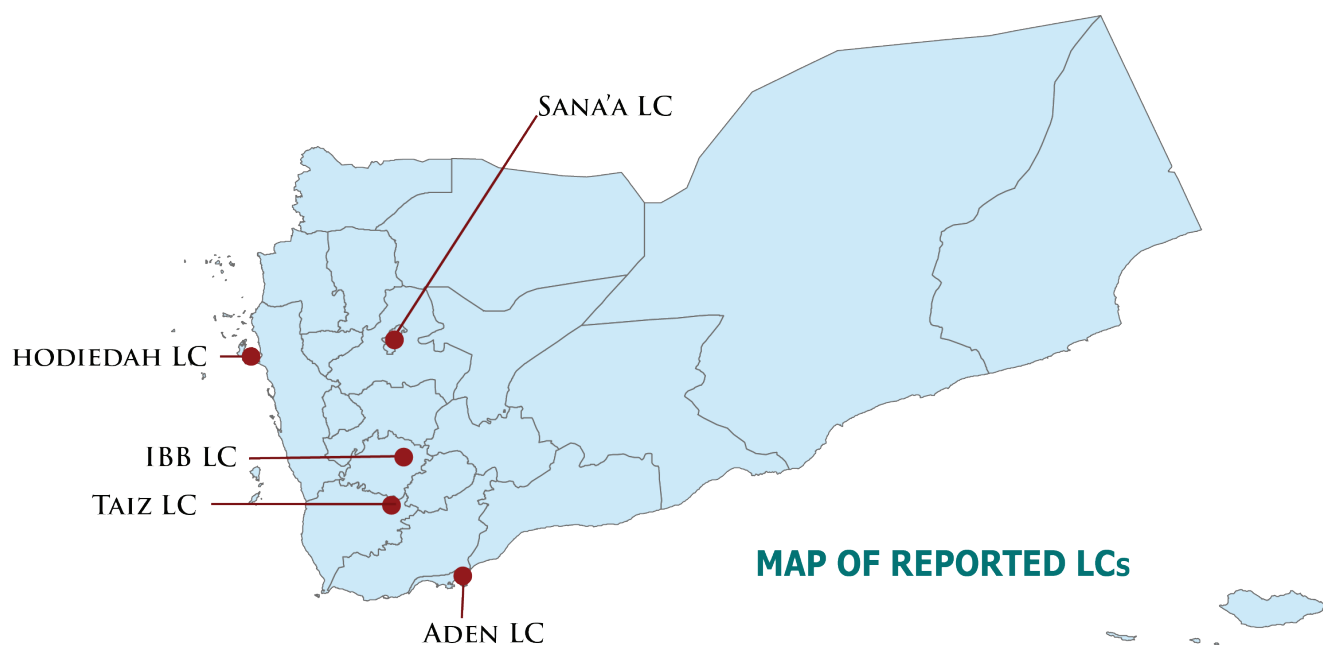 SANA'A LC
HODIEDAH LC
IBB LC
TAIZ LC
MAP OF REPORTED LCs
ADEN LC